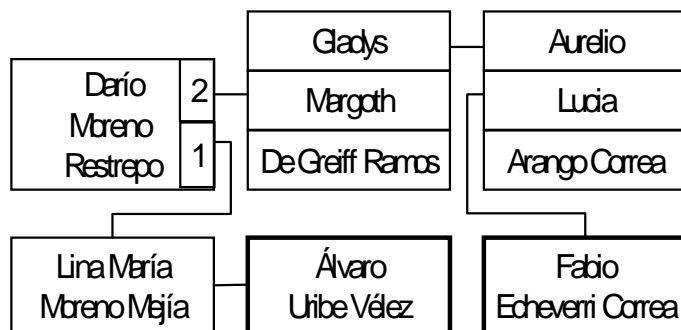 Gladys
Aurelio
Darío
2
Margoth
Lucia
Moreno
Restrepo
1
De Greiff Ramos
Arango Correa
Lina María
Moreno Mejía
Álvaro
Uribe Vélez
Fabio
Echeverri Correa